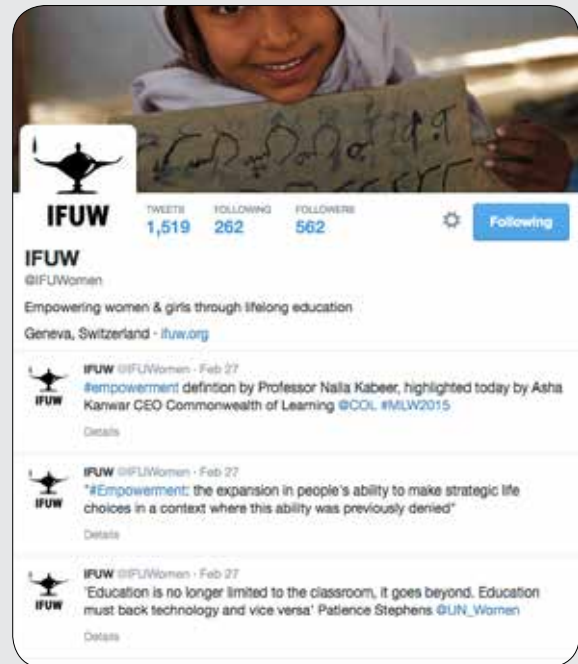 IFUW
TWEETS FOLLOWING FOLLOWERS
1,519 262 562
Following
IFUW
@IFUWomen
Empowering women & girls through lifelong education
Geneva, Switzerland · ifuw.org
IFUW @IFUWomen · Feb 27
#empowerment defintion by Professor Naila Kabeer, highlighted today by Asha
Kanwar CEO Commonwealth of Learning @COL #MLW2015
IFUW
Details
IFUW @IFUWomen · Feb 27
"#Empowerment: the expansion in people's ability to make strategic life
choices in a context where this ability was previously denied"
IFUW
Details
IFUW @IFUWomen · Feb 27
'Education is no longer limited to the classroom, it goes beyond. Education
must back technology and vice versa' Patience Stephens @UN_Women
IFUW
Details